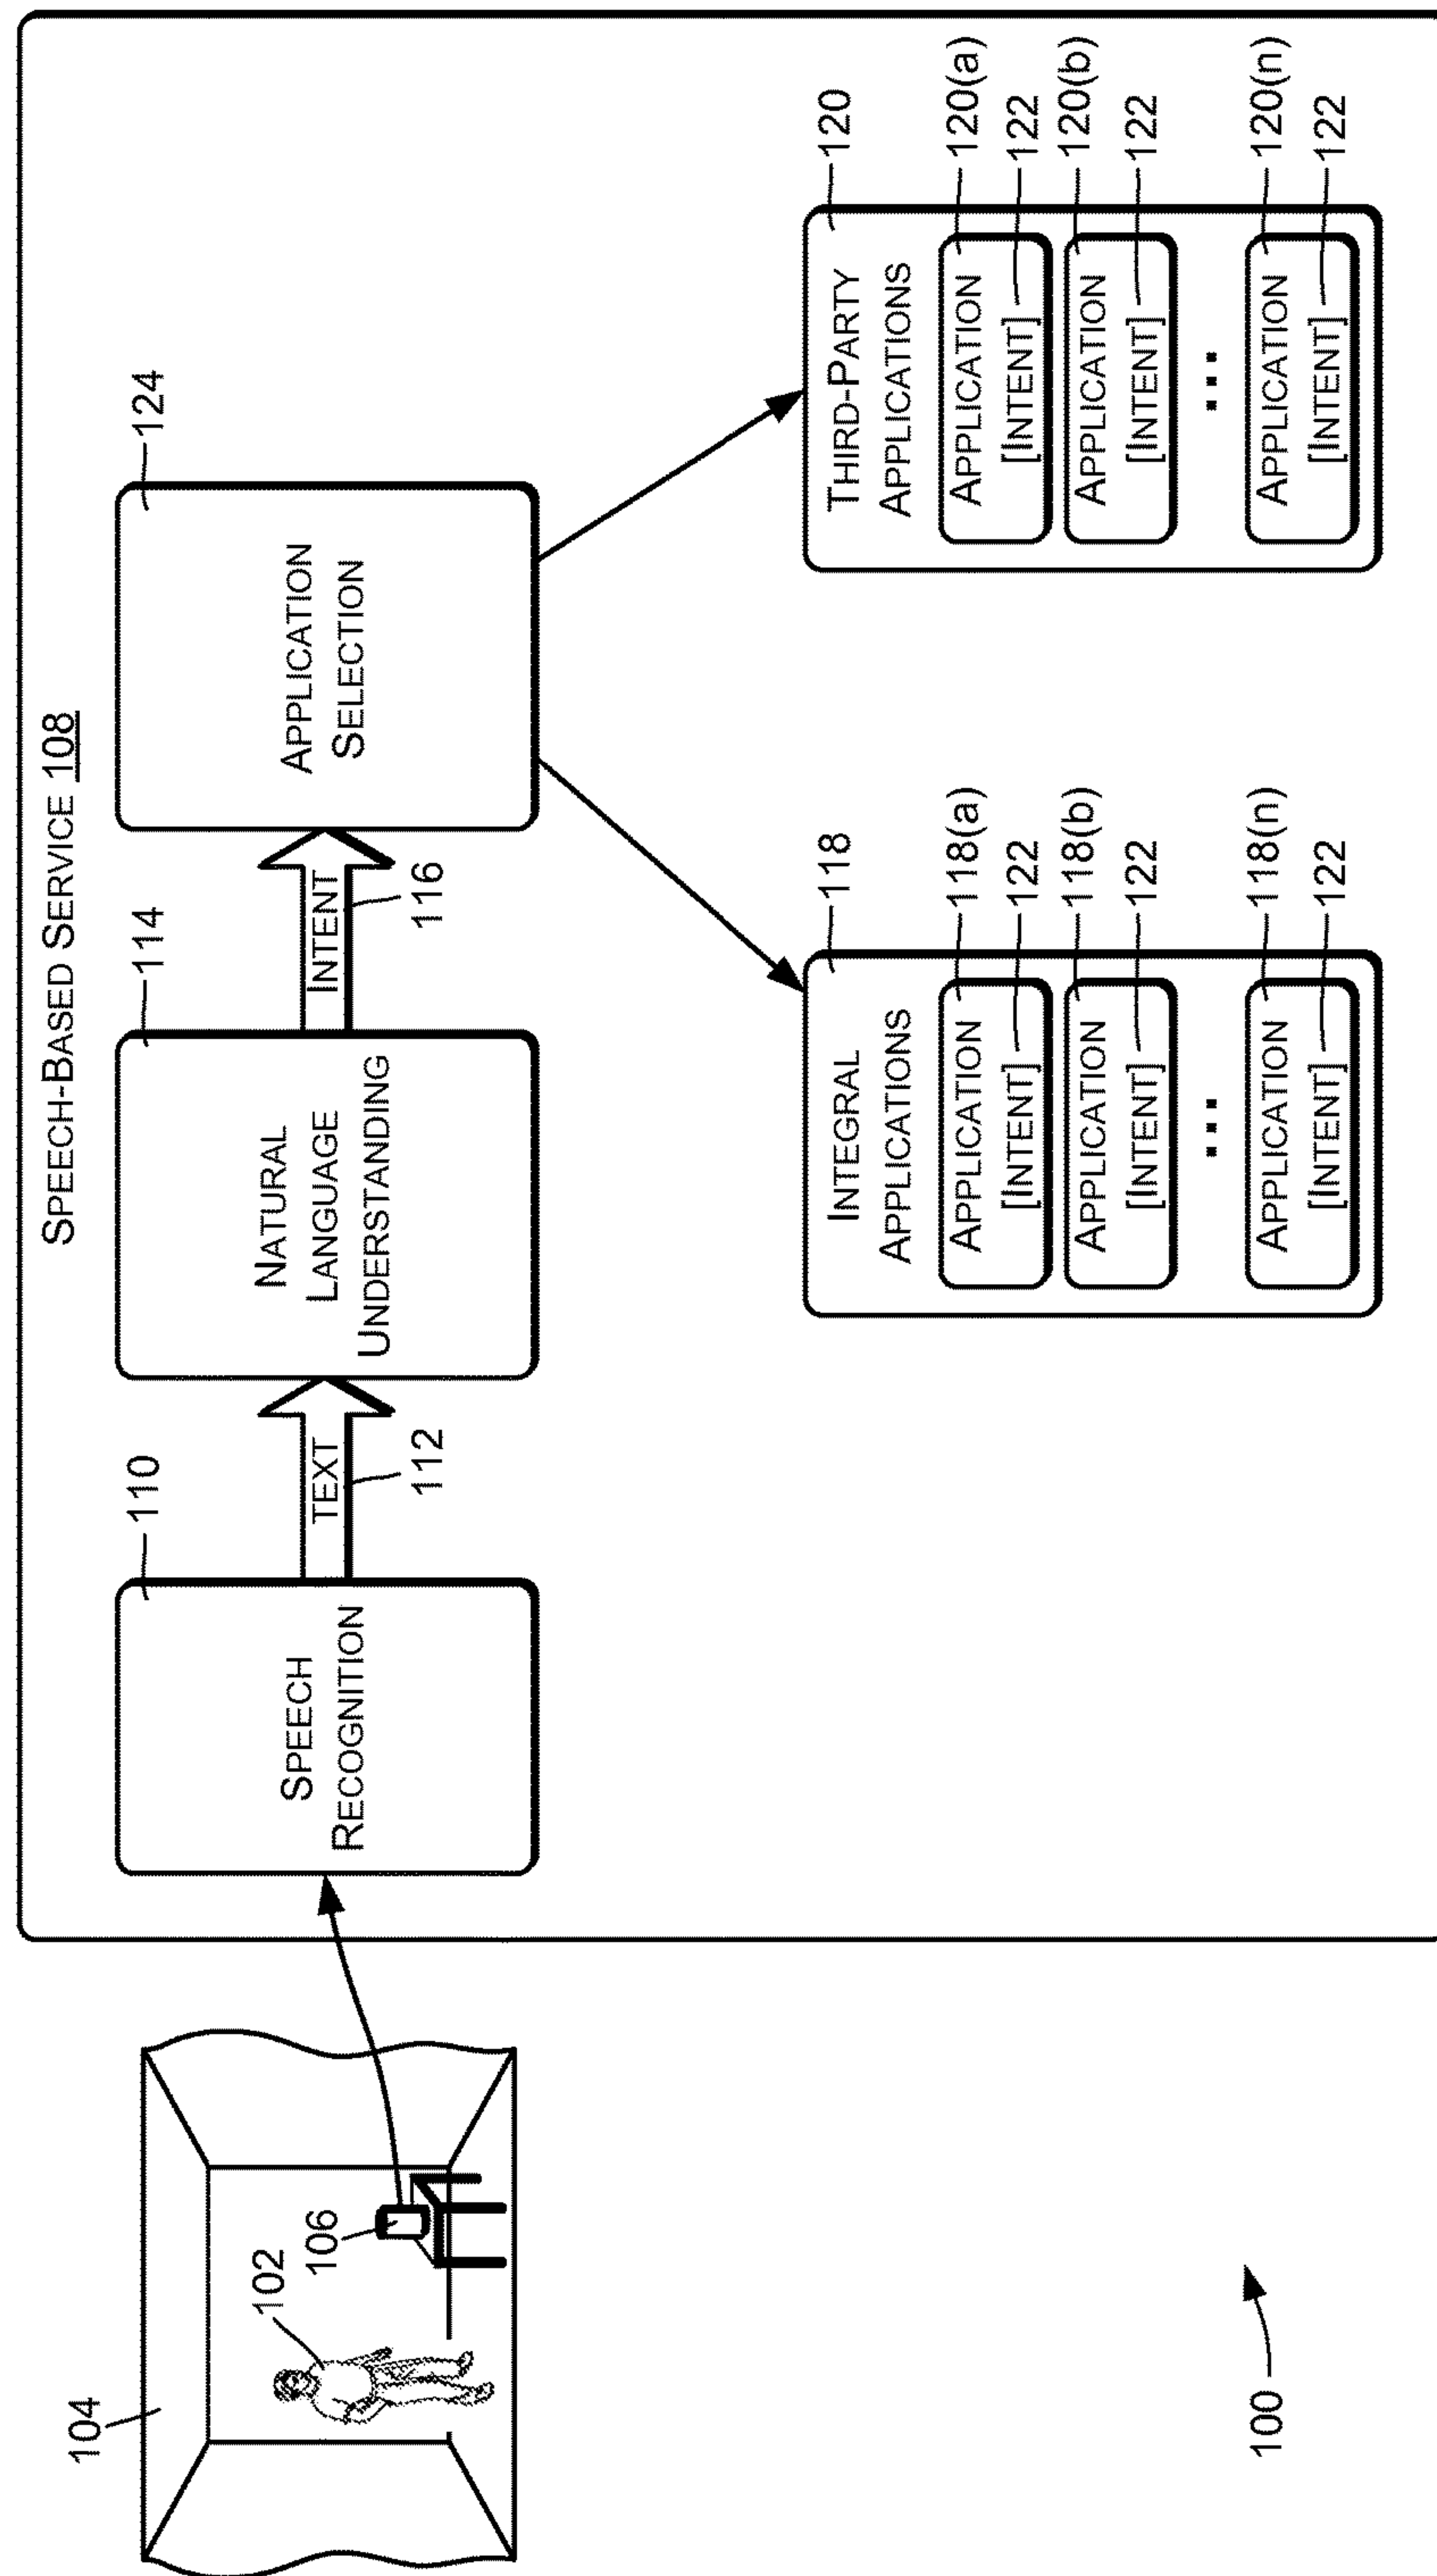 SPEECH-BASED SERVICE 108
104
102
106
110
SPEECH
RECOGNITION
TEXT
112
114
NATURAL
LANGUAGE
UNDERSTANDING
INTENT
116
124
APPLICATION
SELECTION
118
INTEGRAL
APPLICATIONS
APPLICATION
118(a)
[INTENT]
122
APPLICATION
118(b)
[INTENT]
122
...
APPLICATION
118(n)
[INTENT]
122
120
THIRD-PARTY
APPLICATIONS
APPLICATION
120(a)
[INTENT]
122
APPLICATION
120(b)
[INTENT]
122
...
APPLICATION
120(n)
[INTENT]
122
100